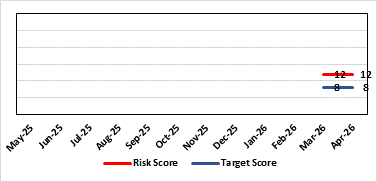 12 12
8 8
May-25 Jun-25 Jul-25 Aug-25 Sep-25 Oct-25 Nov-25 Dec-25 Jan-26 Feb-26 Mar-26 Apr-26
Risk Score Target Score